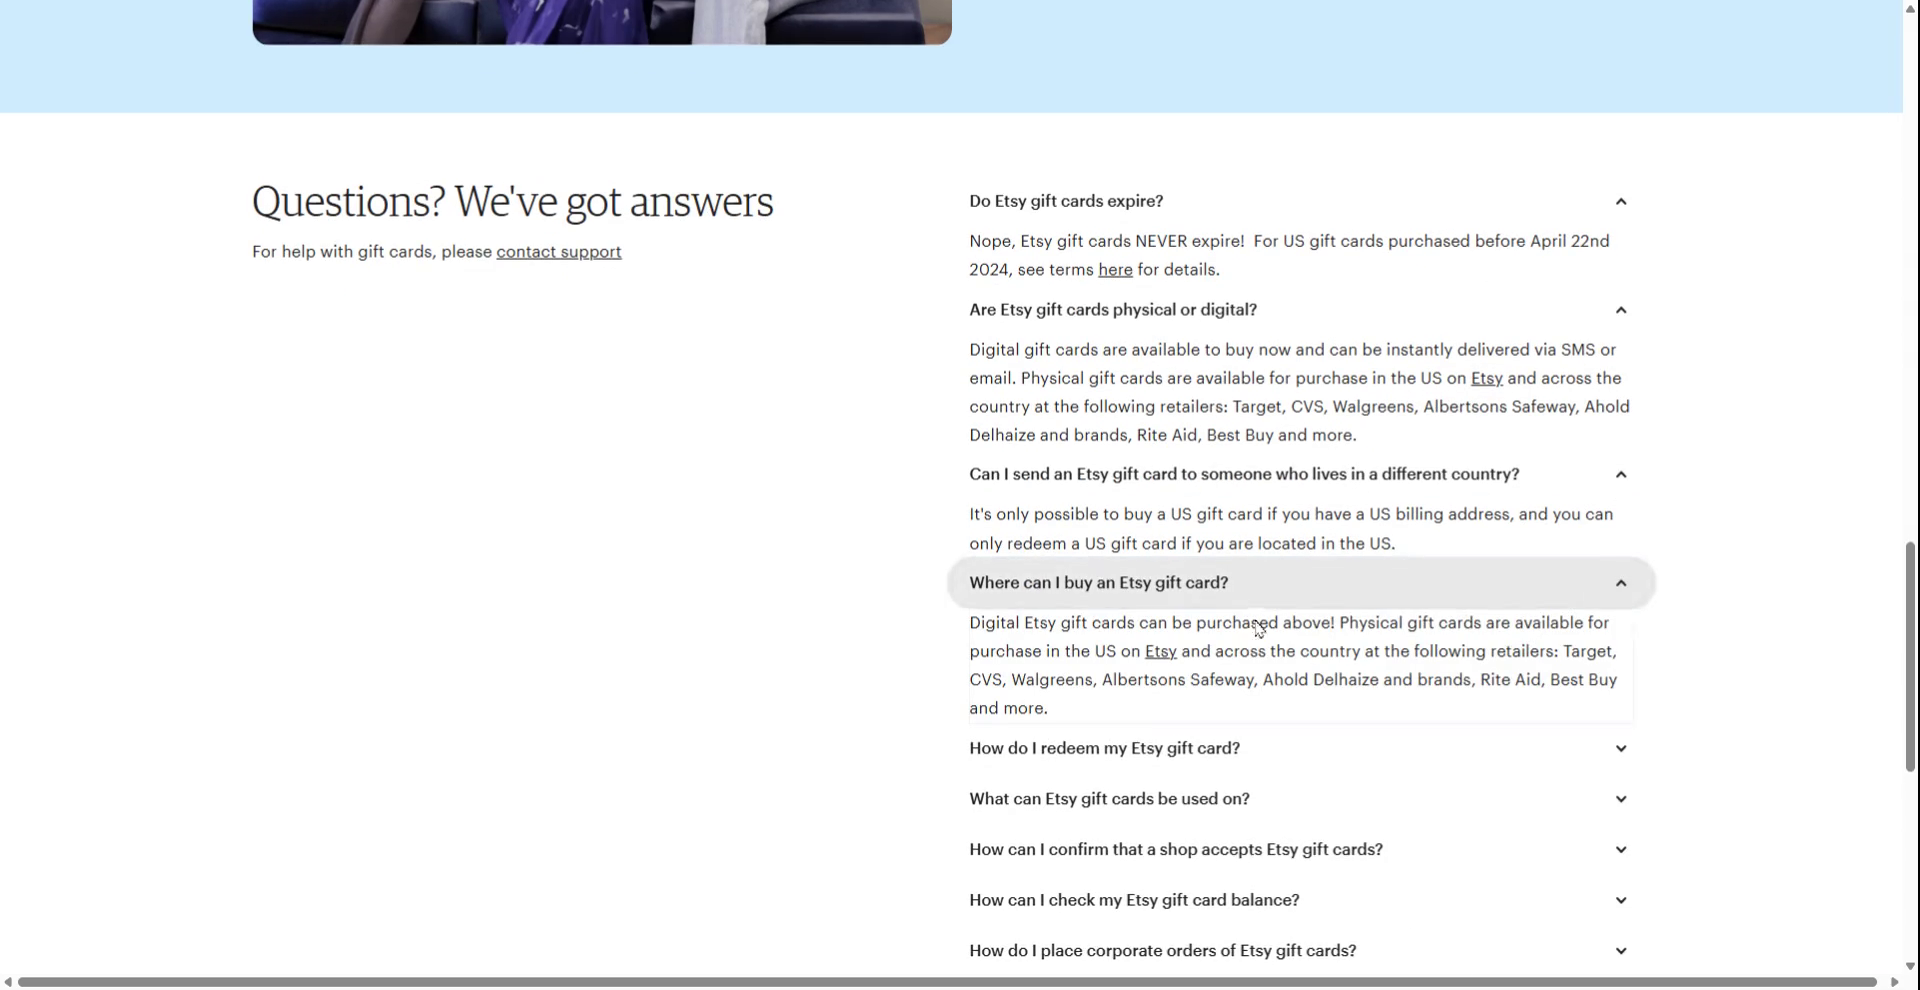 Questions? We've got answers
For help with gift cards, please contact support
Do Etsy gift cards expire?
Nope, Etsy gift cards NEVER expire!  For US gift cards purchased before April 22nd
2024, see terms here for details.
Are Etsy gift cards physical or digital?
Digital gift cards are available to buy now and can be instantly delivered via SMS or
email. Physical gift cards are available for purchase in the US on Etsy and across the
country at the following retailers: Target, CVS, Walgreens, Albertsons Safeway, Ahold
Delhaize and brands, Rite Aid, Best Buy and more.
Can I send an Etsy gift card to someone who lives in a different country?
It's only possible to buy a US gift card if you have a US billing address, and you can
only redeem a US gift card if you are located in the US.
Where can I buy an Etsy gift card?
Digital Etsy gift cards can be purchased above! Physical gift cards are available for
purchase in the US on Etsy and across the country at the following retailers: Target,
CVS, Walgreens, Albertsons Safeway, Ahold Delhaize and brands, Rite Aid, Best Buy
and more.
How do I redeem my Etsy gift card?
What can Etsy gift cards be used on?
How can I confirm that a shop accepts Etsy gift cards?
How can I check my Etsy gift card balance?
How do I place corporate orders of Etsy gift cards?